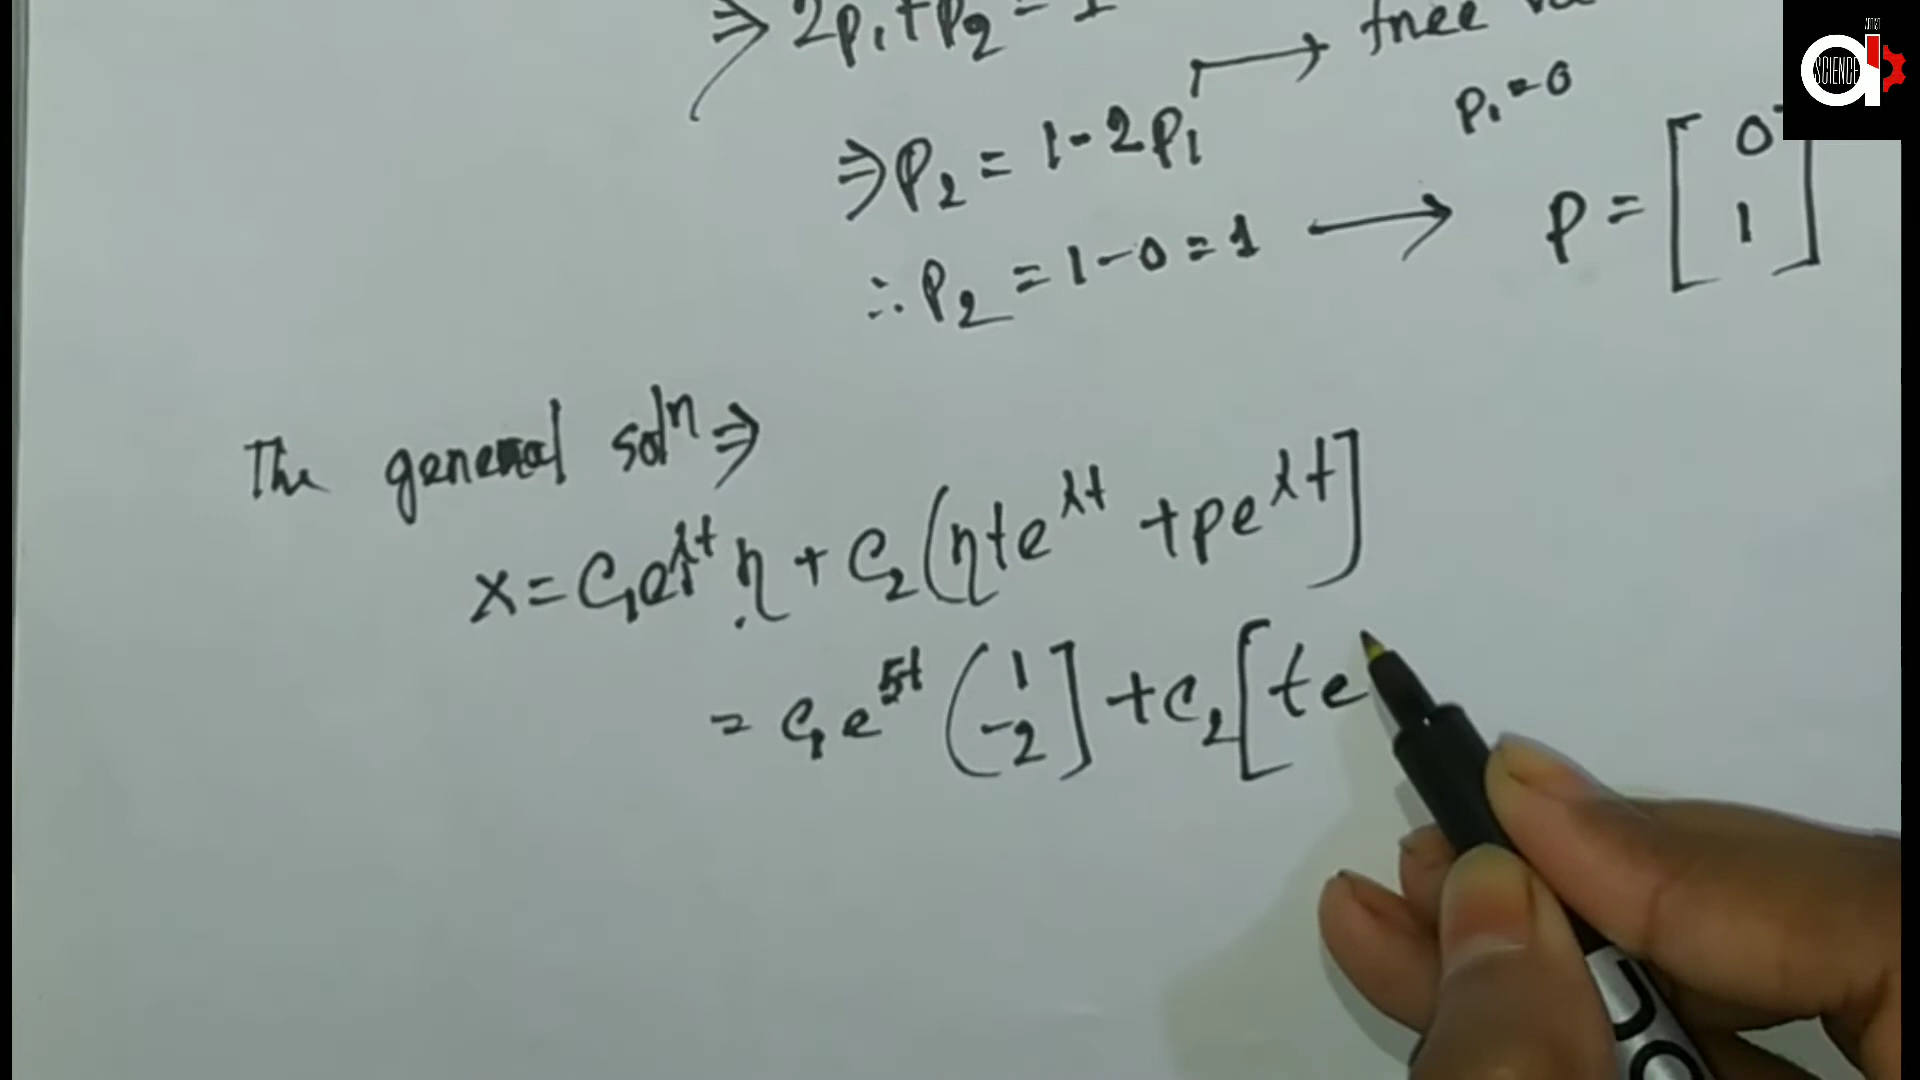 ⇒ 2p₁+p₂ = 1 → free
⇒ p₂ = 1-2p₁ p₁=0
∴ p₂ = 1-0 = 1 → p = [0 1]
The general solⁿ ⇒
x = c₁e^λt η + c₂(ηte^λt + pe^λt]
= c₁e^5t (1 -2] + c₂[te
SCIENCE